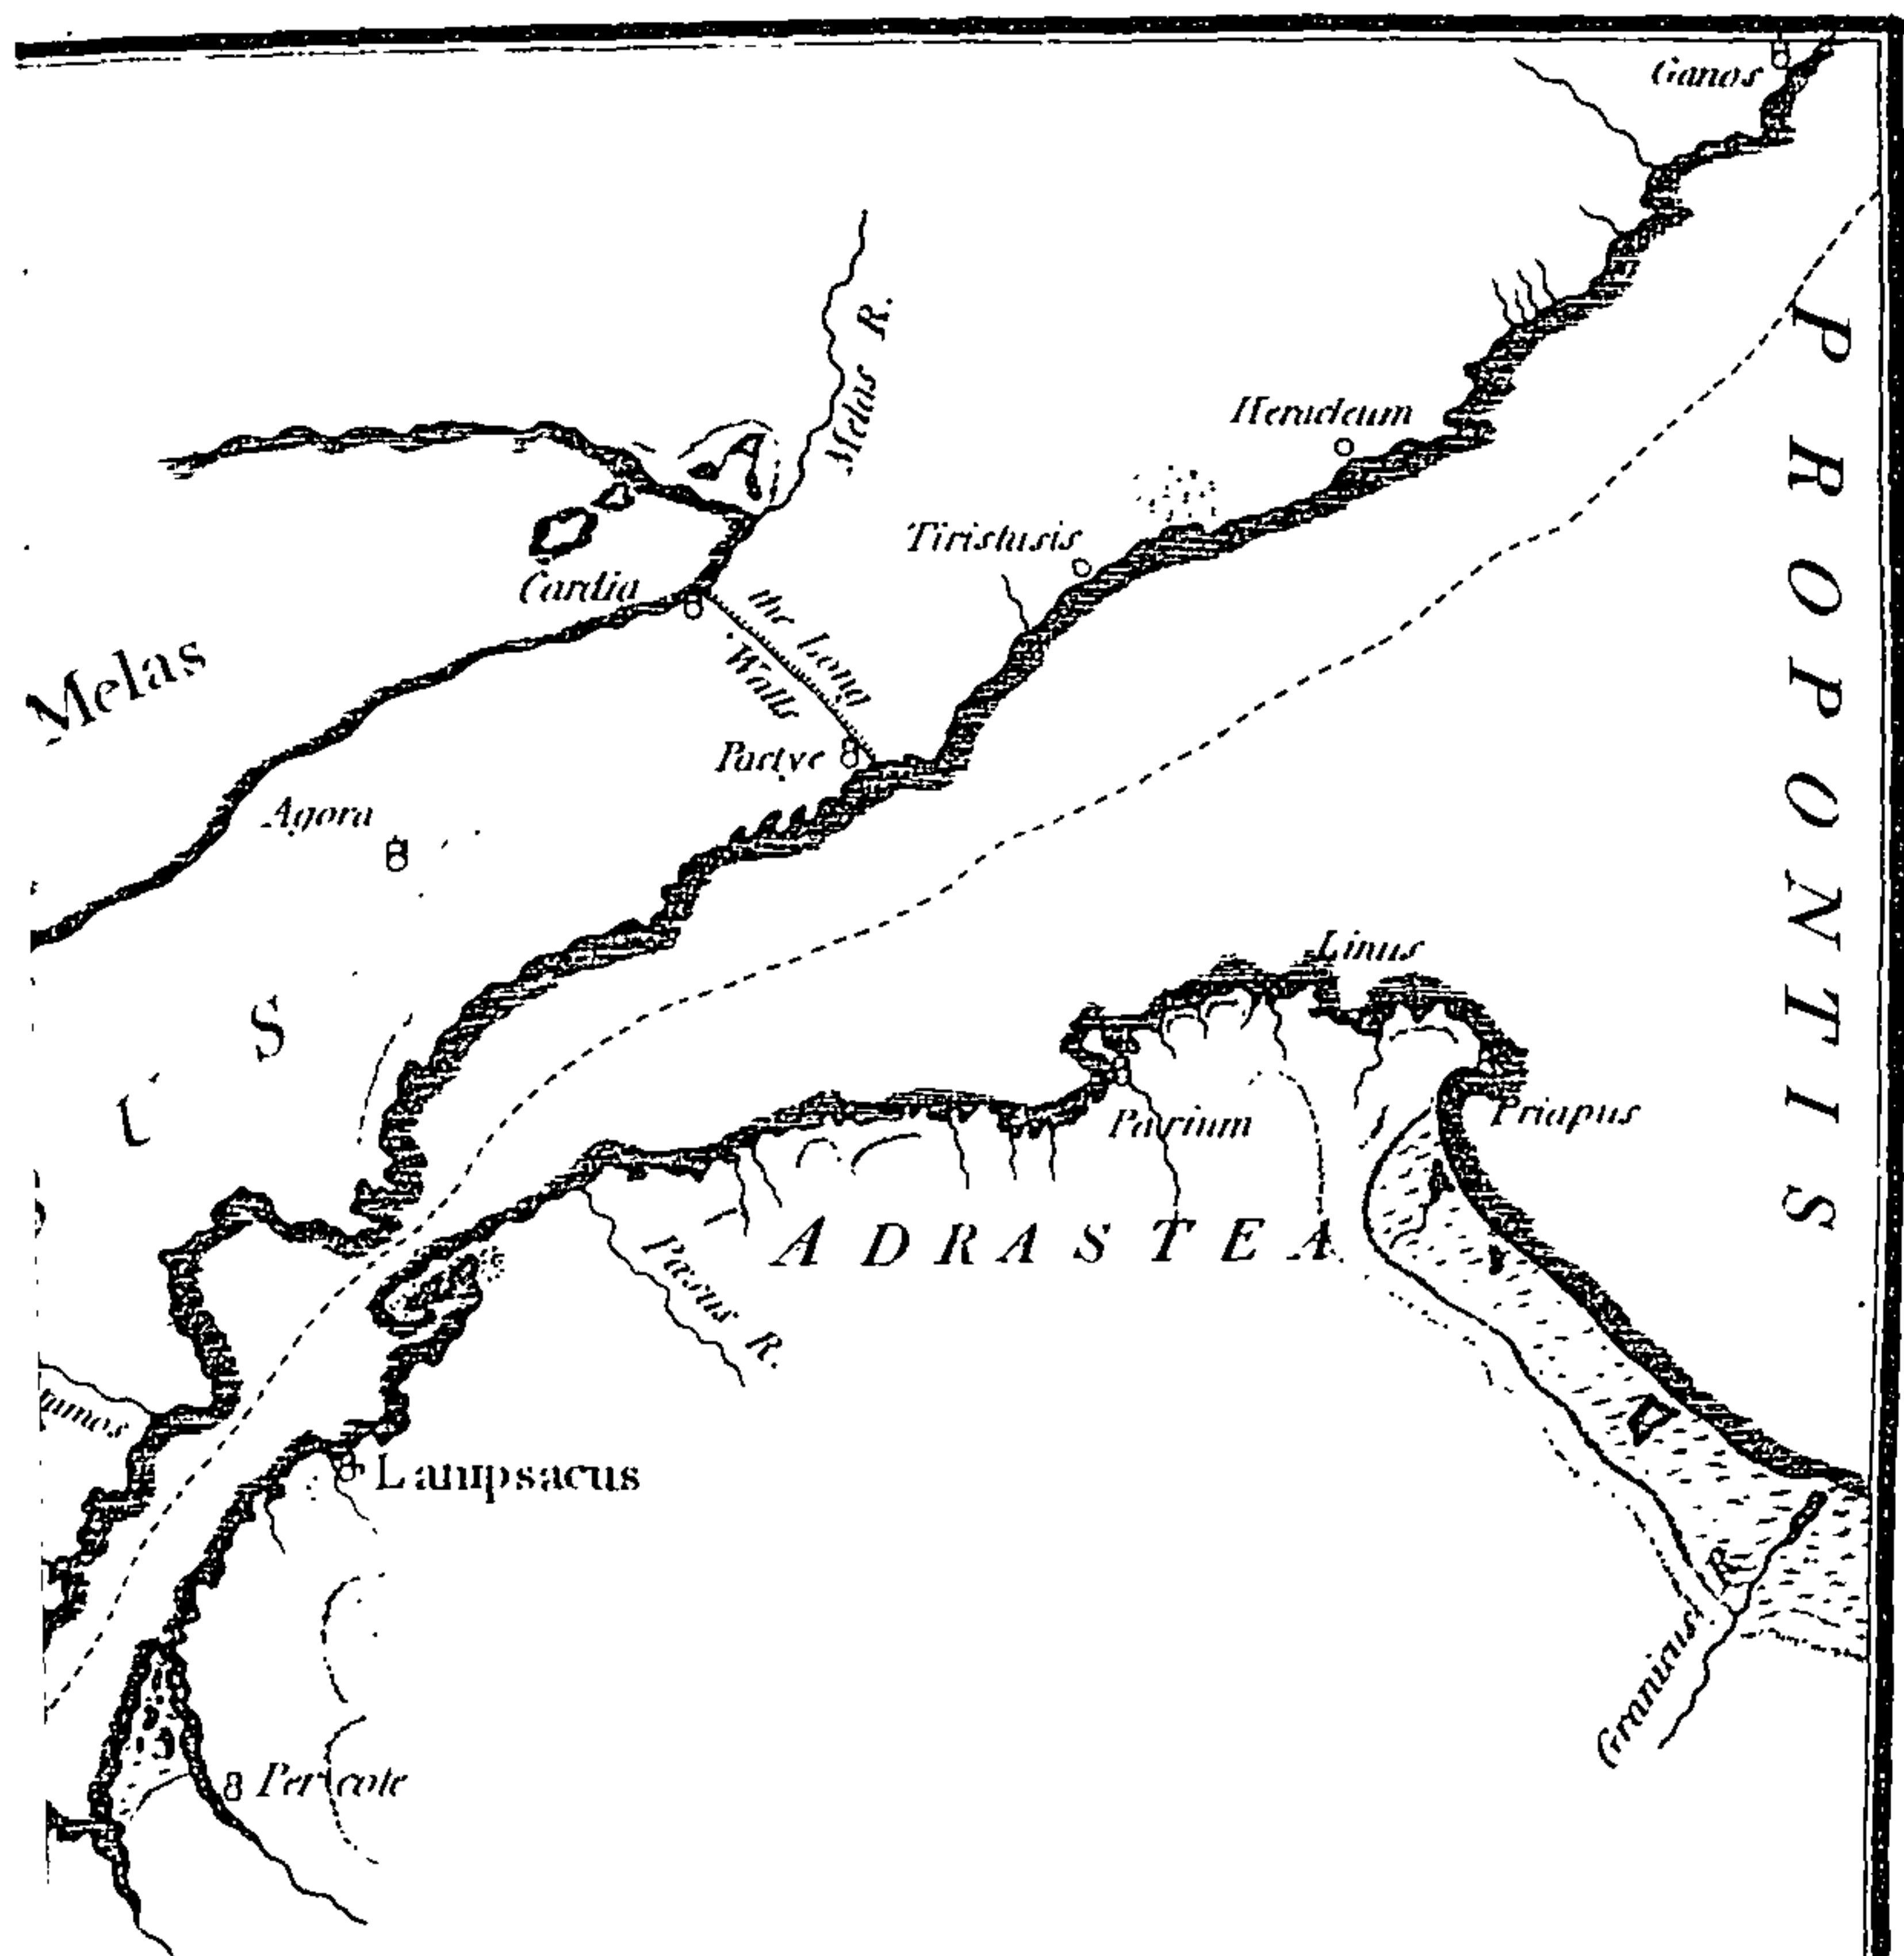 Ganos
Melas R.
Heracleum
Tiristasis
Cardia
the Long
Walls
Melas
Pactye
Agora
PROPONTIS
Linus
S
Parium
Priapus
ADRASTEA
Pæsus R.
Lampsacus
Granicus R.
Percote